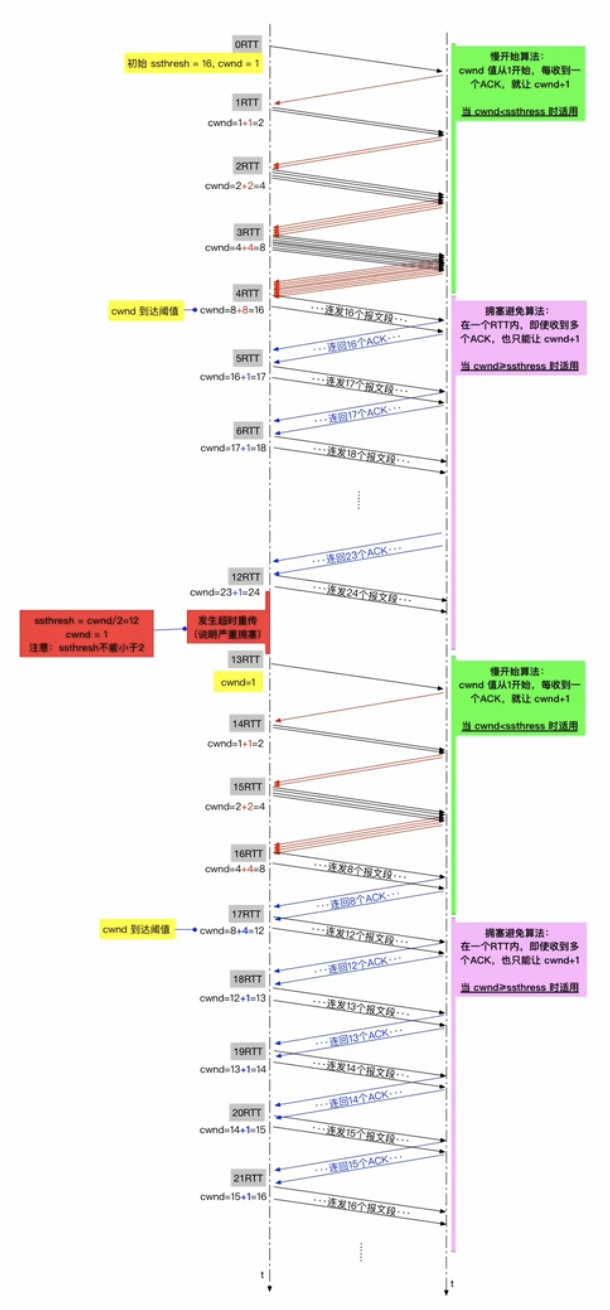 0RTT
初始 ssthresh = 16, cwnd = 1
慢开始算法：
cwnd 值从1开始，每收到一
个ACK，就让 cwnd+1
当 cwnd<ssthress 时适用
1RTT
cwnd=1+1=2
2RTT
cwnd=2+2=4
3RTT
cwnd=4+4=8
4RTT
cwnd 到达阈值
cwnd=8+8=16
···连发16个报文段···
拥塞避免算法：
在一个RTT内，即使收到多
个ACK，也只能让 cwnd+1
当 cwnd≥ssthress 时适用
···连回16个ACK···
5RTT
cwnd=16+1=17
···连发17个报文段···
···连回17个ACK···
6RTT
cwnd=17+1=18
···连发18个报文段···
······
···连回23个ACK···
12RTT
cwnd=23+1=24
···连发24个报文段···
ssthresh = cwnd/2=12
cwnd = 1
注意：ssthresh不能小于2
发生超时重传
（说明严重拥塞）
13RTT
cwnd=1
慢开始算法：
cwnd 值从1开始，每收到一
个ACK，就让 cwnd+1
当 cwnd<ssthress 时适用
14RTT
cwnd=1+1=2
15RTT
cwnd=2+2=4
16RTT
cwnd=4+4=8
···连发8个报文段···
···连回8个ACK···
17RTT
cwnd 到达阈值
cwnd=8+4=12
···连发12个报文段···
拥塞避免算法：
在一个RTT内，即使收到多
个ACK，也只能让 cwnd+1
当 cwnd≥ssthress 时适用
···连回12个ACK···
18RTT
cwnd=12+1=13
···连发13个报文段···
···连回13个ACK···
19RTT
cwnd=13+1=14
···连发14个报文段···
···连回14个ACK···
20RTT
cwnd=14+1=15
···连发15个报文段···
···连回15个ACK···
21RTT
cwnd=15+1=16
···连发16个报文段···
······
t
t